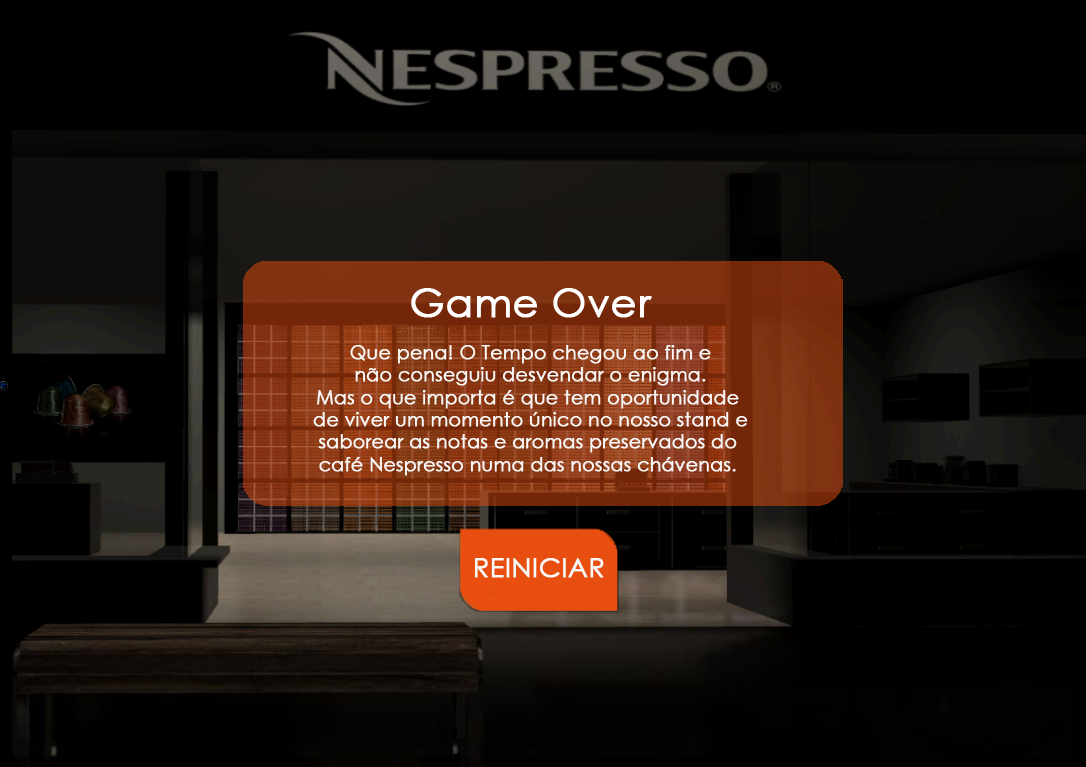 NESPRESSO®
Game Over
Que pena! O Tempo chegou ao fim e
não conseguiu desvendar o enigma.
Mas o que importa é que tem oportunidade
de viver um momento único no nosso stand e
saborear as notas e aromas preservados do
café Nespresso numa das nossas chávenas.
REINICIAR